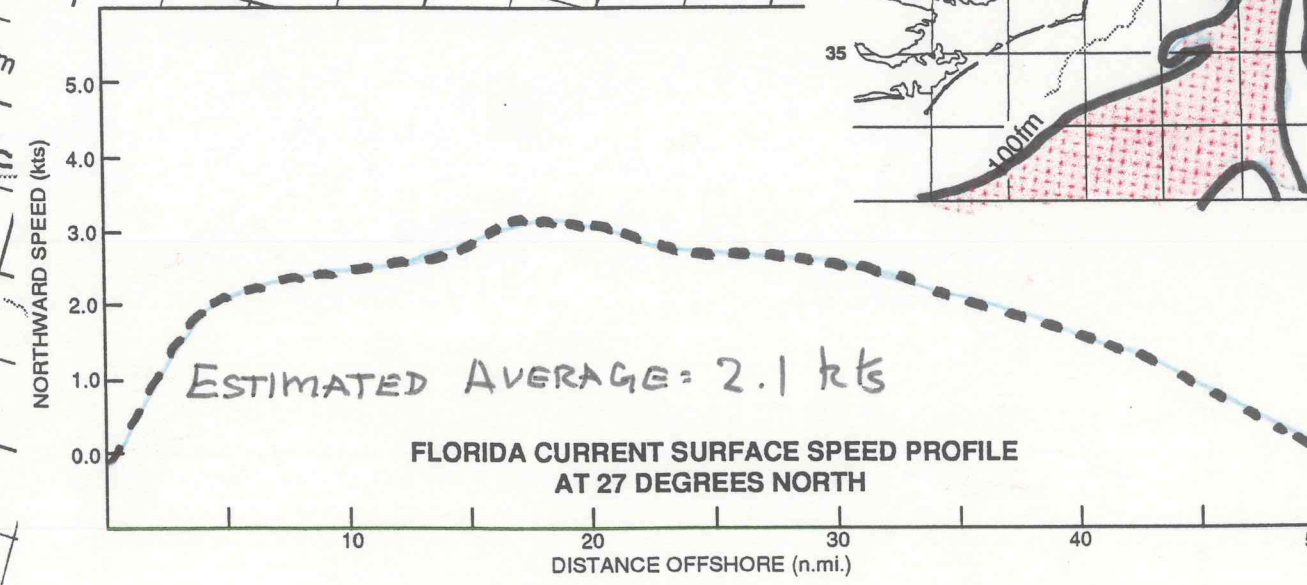 35
100fm
5.0
4.0
3.0
2.0
1.0
0.0
NORTHWARD SPEED (kts)
ESTIMATED AVERAGE = 2.1 kts
FLORIDA CURRENT SURFACE SPEED PROFILE
AT 27 DEGREES NORTH
10 20 30 40
DISTANCE OFFSHORE (n.mi.)